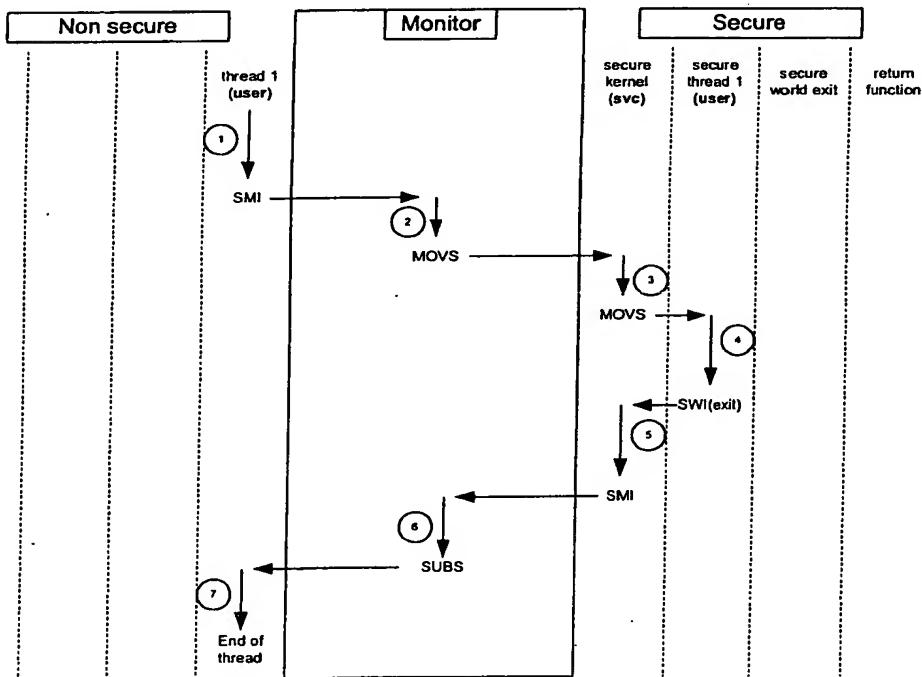 Non secure
Monitor
Secure
thread 1
(user)
secure
kernel
(svc)
secure
thread 1
(user)
secure
world exit
return
function
1
SMI
2
MOVS
3
MOVS
4
SWI(exit)
5
SMI
6
SUBS
7
End of
thread